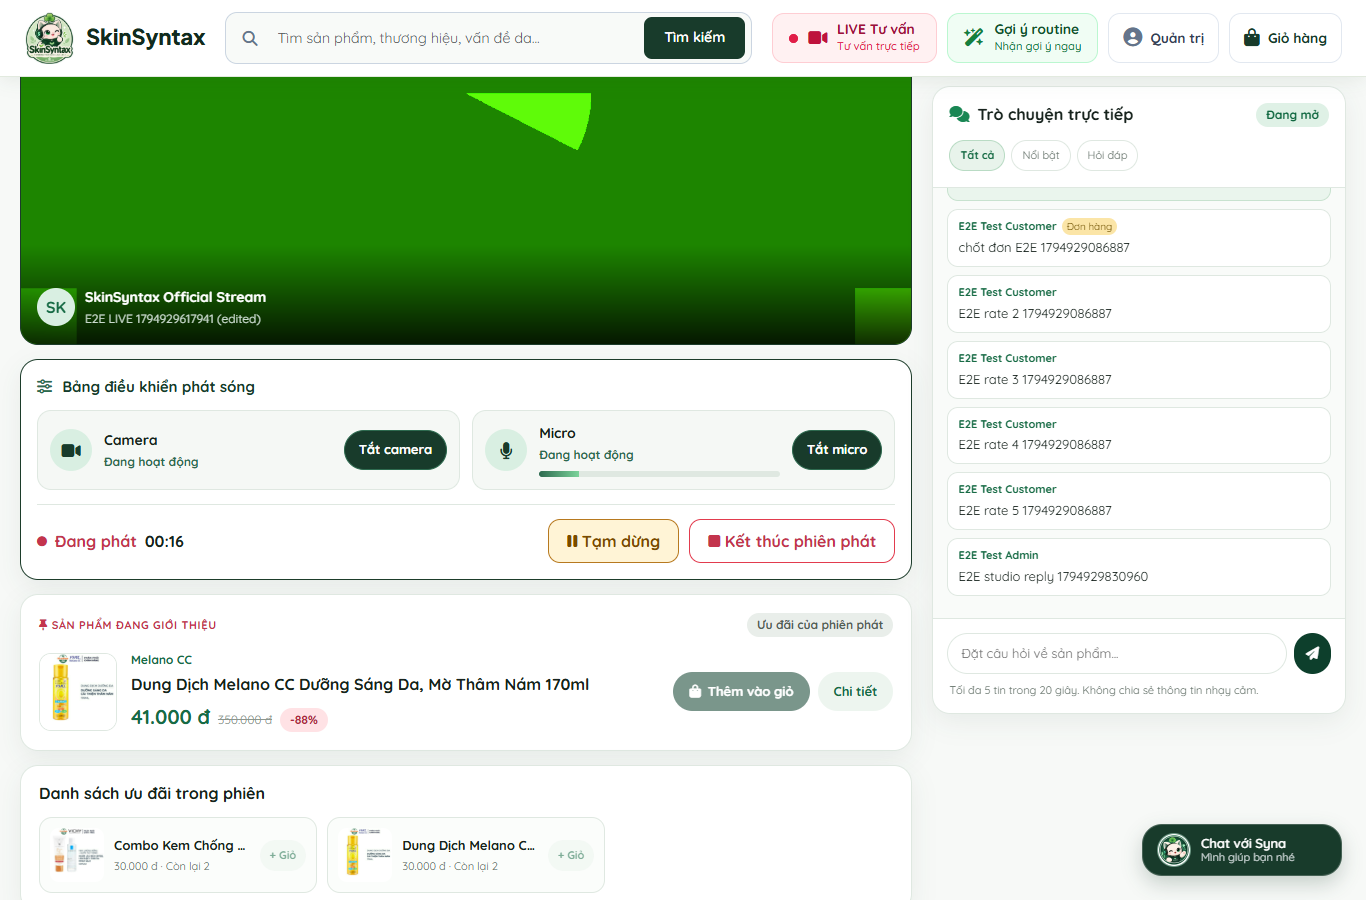 SkinSyntax
SkinSyntax
Tìm sản phẩm, thương hiệu, vấn đề da...
Tìm kiếm
LIVE Tư vấn
Tư vấn trực tiếp
Gợi ý routine
Nhận gợi ý ngay
Quản trị
Giỏ hàng
SK
SkinSyntax Official Stream
E2E LIVE 1794929617941 (edited)
Bảng điều khiển phát sóng
Camera
Đang hoạt động
Tắt camera
Micro
Đang hoạt động
Tắt micro
Đang phát 00:16
Tạm dừng
Kết thúc phiên phát
SẢN PHẨM ĐANG GIỚI THIỆU
Ưu đãi của phiên phát
Melano CC
Dung Dịch Melano CC Dưỡng Sáng Da, Mờ Thâm Nám 170ml
41.000 đ 350.000 đ -88%
Thêm vào giỏ
Chi tiết
Danh sách ưu đãi trong phiên
Combo Kem Chống ...
30.000 đ · Còn lại 2
+ Giỏ
Dung Dịch Melano C...
30.000 đ · Còn lại 2
+ Giỏ
Trò chuyện trực tiếp
Đang mở
Tất cả
Nổi bật
Hỏi đáp
E2E Test Customer Đơn hàng
chốt đơn E2E 1794929086887
E2E Test Customer
E2E rate 2 1794929086887
E2E Test Customer
E2E rate 3 1794929086887
E2E Test Customer
E2E rate 4 1794929086887
E2E Test Customer
E2E rate 5 1794929086887
E2E Test Admin
E2E studio reply 1794929830960
Đặt câu hỏi về sản phẩm...
Tối đa 5 tin trong 20 giây. Không chia sẻ thông tin nhạy cảm.
Chat với Syna
Mình giúp bạn nhé